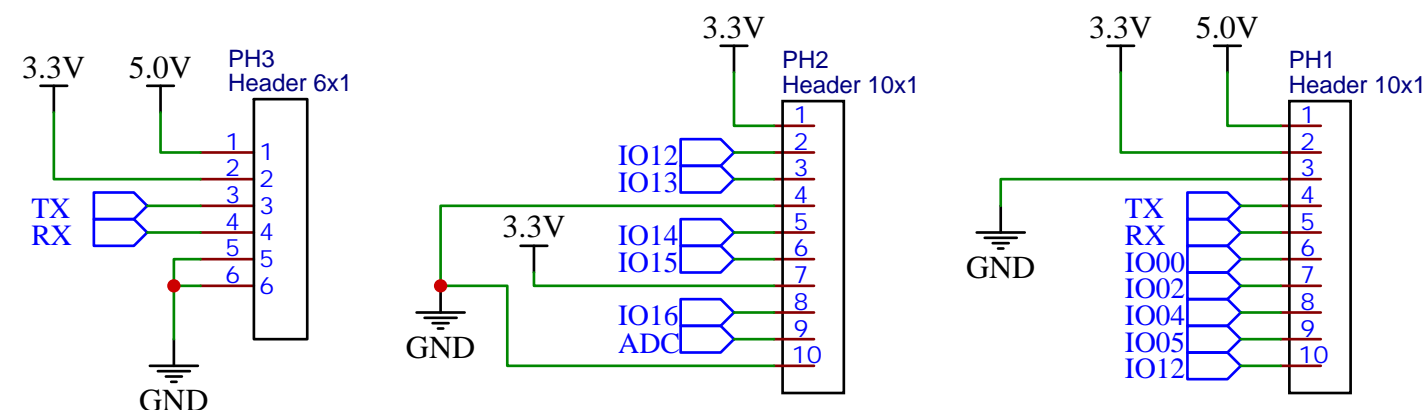 3.3V
5.0V
PH3
Header 6x1
1
1
2
2
TX
3
3
RX
4
4
5
5
6
6
GND
3.3V
PH2
Header 10x1
1
IO12
2
IO13
3
4
3.3V
IO14
5
IO15
6
7
IO16
8
ADC
9
10
GND
3.3V
5.0V
PH1
Header 10x1
1
2
3
GND
TX
4
RX
5
IO00
6
IO02
7
IO04
8
IO05
9
IO12
10